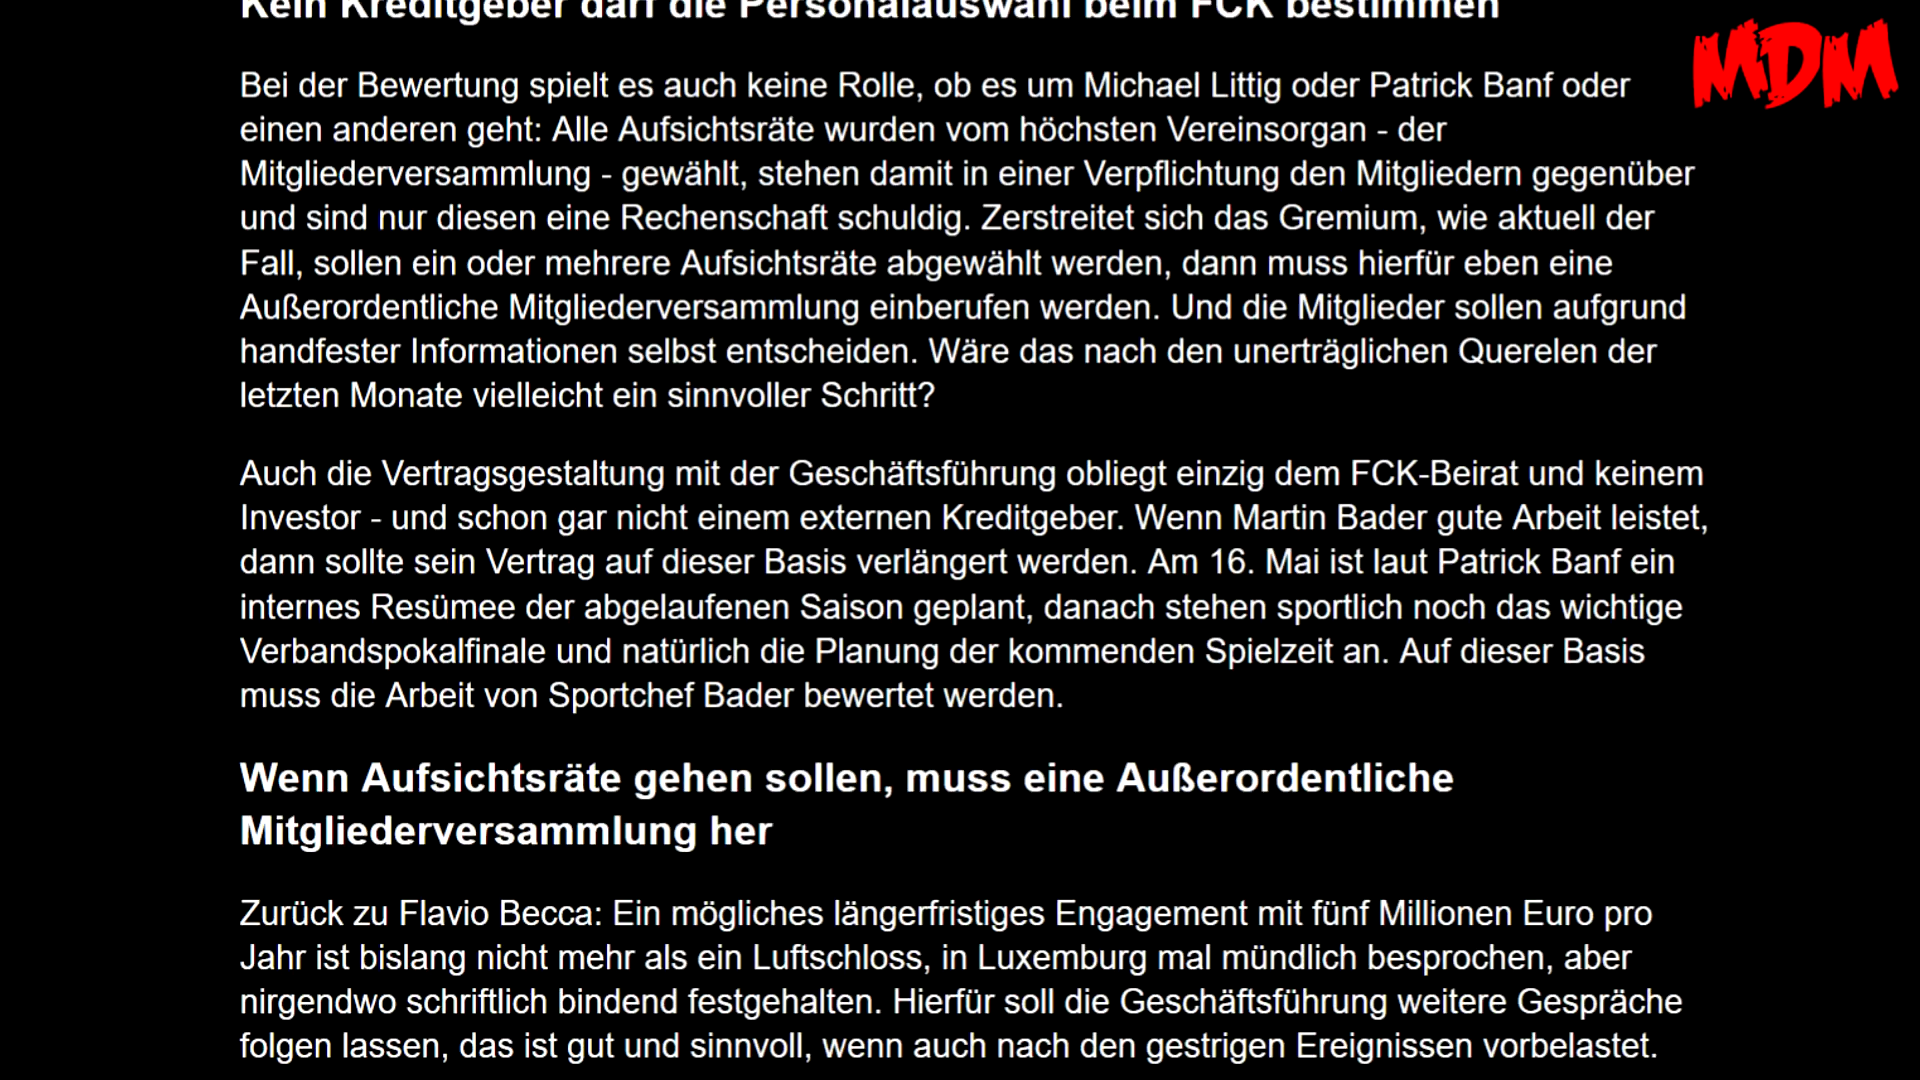 Kein Kreditgeber darf die Personalauswahl beim FCK bestimmen
MDM
Bei der Bewertung spielt es auch keine Rolle, ob es um Michael Littig oder Patrick Banf oder
einen anderen geht: Alle Aufsichtsräte wurden vom höchsten Vereinsorgan - der
Mitgliederversammlung - gewählt, stehen damit in einer Verpflichtung den Mitgliedern gegenüber
und sind nur diesen eine Rechenschaft schuldig. Zerstreitet sich das Gremium, wie aktuell der
Fall, sollen ein oder mehrere Aufsichtsräte abgewählt werden, dann muss hierfür eben eine
Außerordentliche Mitgliederversammlung einberufen werden. Und die Mitglieder sollen aufgrund
handfester Informationen selbst entscheiden. Wäre das nach den unerträglichen Querelen der
letzten Monate vielleicht ein sinnvoller Schritt?
Auch die Vertragsgestaltung mit der Geschäftsführung obliegt einzig dem FCK-Beirat und keinem
Investor - und schon gar nicht einem externen Kreditgeber. Wenn Martin Bader gute Arbeit leistet,
dann sollte sein Vertrag auf dieser Basis verlängert werden. Am 16. Mai ist laut Patrick Banf ein
internes Resümee der abgelaufenen Saison geplant, danach stehen sportlich noch das wichtige
Verbandspokalfinale und natürlich die Planung der kommenden Spielzeit an. Auf dieser Basis
muss die Arbeit von Sportchef Bader bewertet werden.
Wenn Aufsichtsräte gehen sollen, muss eine Außerordentliche
Mitgliederversammlung her
Zurück zu Flavio Becca: Ein mögliches längerfristiges Engagement mit fünf Millionen Euro pro
Jahr ist bislang nicht mehr als ein Luftschloss, in Luxemburg mal mündlich besprochen, aber
nirgendwo schriftlich bindend festgehalten. Hierfür soll die Geschäftsführung weitere Gespräche
folgen lassen, das ist gut und sinnvoll, wenn auch nach den gestrigen Ereignissen vorbelastet.